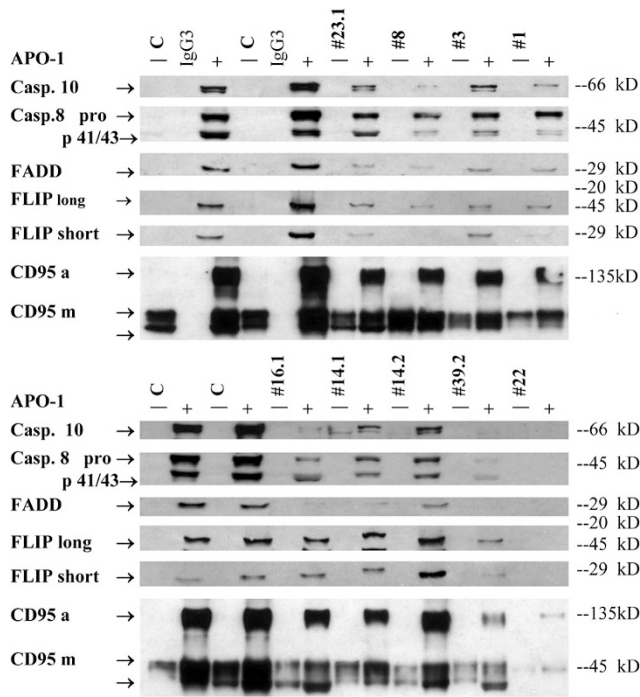 C IgG3 C IgG3 #23.1 #8 #3 #1
APO-1 – + – + – + – + – + – +
Casp. 10 → --66 kD
Casp.8 pro →
p 41/43→ --45 kD
FADD → --29 kD
--20 kD
FLIP long → --45 kD
FLIP short → --29 kD
CD95 a → --135kD
CD95 m →
→
C C #16.1 #14.1 #14.2 #39.2 #22
APO-1 – + – + – + – + – + – + – +
Casp. 10 → --66 kD
Casp. 8 pro → --45 kD
p 41/43→
FADD → --29 kD
--20 kD
FLIP long → --45 kD
FLIP short → --29 kD
CD95 a → --135kD
CD95 m → --45 kD
→